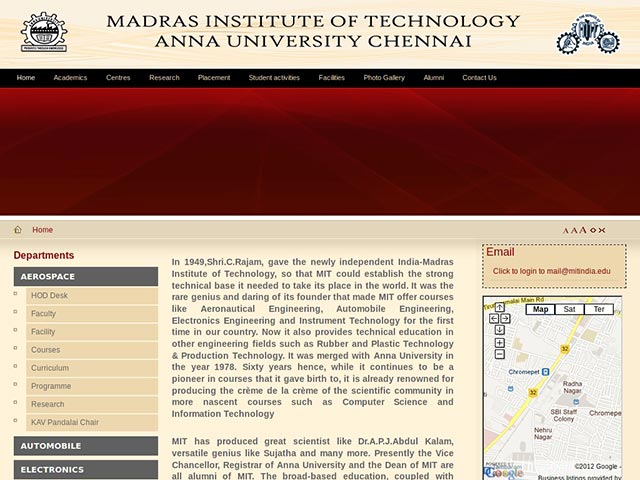 MADRAS INSTITUTE OF TECHNOLOGY
ANNA UNIVERSITY CHENNAI
Home Academics Centres Research Placement Student activities Facilities Photo Gallery Alumni Contact Us
Home
A A A
Departments
AEROSPACE
HOD Desk
Faculty
Facility
Courses
Curriculum
Programme
Research
KAV Pandalai Chair
AUTOMOBILE
ELECTRONICS
In 1949,Shri.C.Rajam, gave the newly independent India-Madras
Institute of Technology, so that MIT could establish the strong
technical base it needed to take its place in the world. It was the
rare genius and daring of its founder that made MIT offer courses
like Aeronautical Engineering, Automobile Engineering,
Electronics Engineering and Instrument Technology for the first
time in our country. Now it also provides technical education in
other engineering fields such as Rubber and Plastic Technology
& Production Technology. It was merged with Anna University in
the year 1978. Sixty years hence, while it continues to be a
pioneer in courses that it gave birth to, it is already renowned for
producing the crème de la crème of the scientific community in
more nascent courses such as Computer Science and
Information Technology
MIT has produced great scientist like Dr.A.P.J.Abdul Kalam,
versatile genius like Sujatha and many more. Presently the Vice
Chancellor, Registrar of Anna University and the Dean of MIT are
all alumni of MIT. The broad-based education, coupled with
Email
Click to login to mail@mitindia.edu
Main Rd
Map Sat Ter
32
Chromepet
Radha
Nagar
Chromepe
SBI Staff
Colony
Nehru
Nagar
32
POWERED BY
Google
©2012 Google -
Business listings provided by